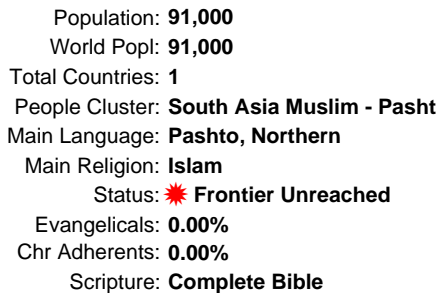 Population: 91,000
World Popl: 91,000
Total Countries: 1
People Cluster: South Asia Muslim - Pasht
Main Language: Pashto, Northern
Main Religion: Islam
Status: Frontier Unreached
Evangelicals: 0.00%
Chr Adherents: 0.00%
Scripture: Complete Bible